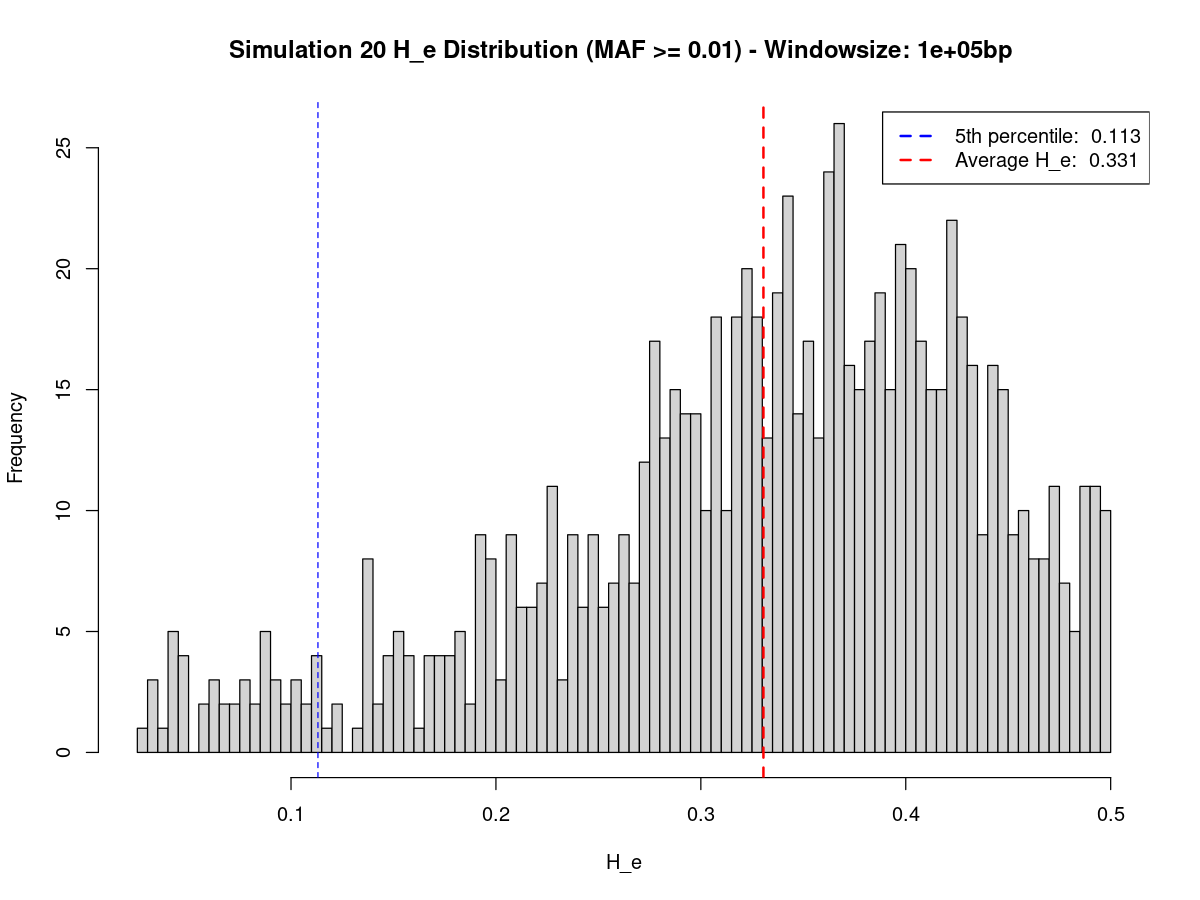 Simulation 20 H_e Distribution (MAF >= 0.01) - Windowsize: 1e+05bp
5th percentile:  0.113
Average H_e:  0.331
25
20
15
10
5
0
Frequency
0.1 0.2 0.3 0.4 0.5
H_e